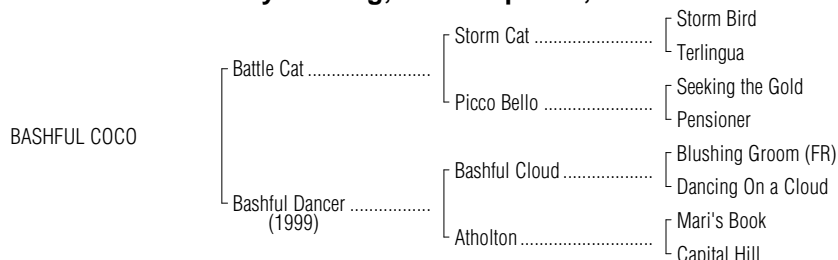 Storm Bird
Storm Cat ........................
Terlingua
Battle Cat ..........................
Seeking the Gold
Picco Bello .......................
Pensioner
BASHFUL COCO
Blushing Groom (FR)
Bashful Cloud ...................
Dancing On a Cloud
Bashful Dancer .................
(1999)
Mari's Book
Atholton............................
Capital Hill